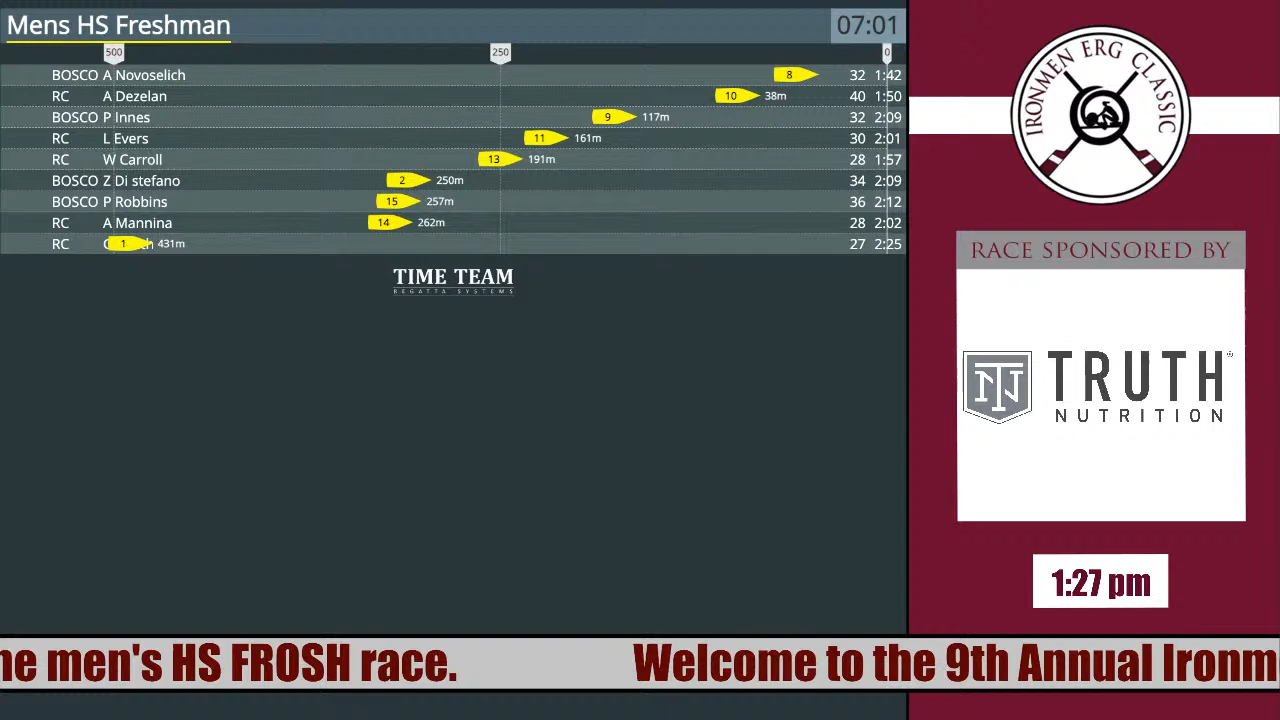 Mens HS Freshman 07:01
500 250 0
BOSCO A Novoselich 8 32 1:42
RC A Dezelan 10 38m 40 1:50
BOSCO P Innes 9 117m 32 2:09
RC L Evers 11 161m 30 2:01
RC W Carroll 13 191m 28 1:57
BOSCO Z Di stefano 2 250m 34 2:09
BOSCO P Robbins 15 257m 36 2:12
RC A Mannina 14 262m 28 2:02
RC 1 431m 27 2:25
TIME TEAM
REGATTA SYSTEMS
IRONMEN ERG CLASSIC
RACE SPONSORED BY
TN TRUTH®
NUTRITION
1:27 pm
he men's HS FROSH race. Welcome to the 9th Annual Ironm